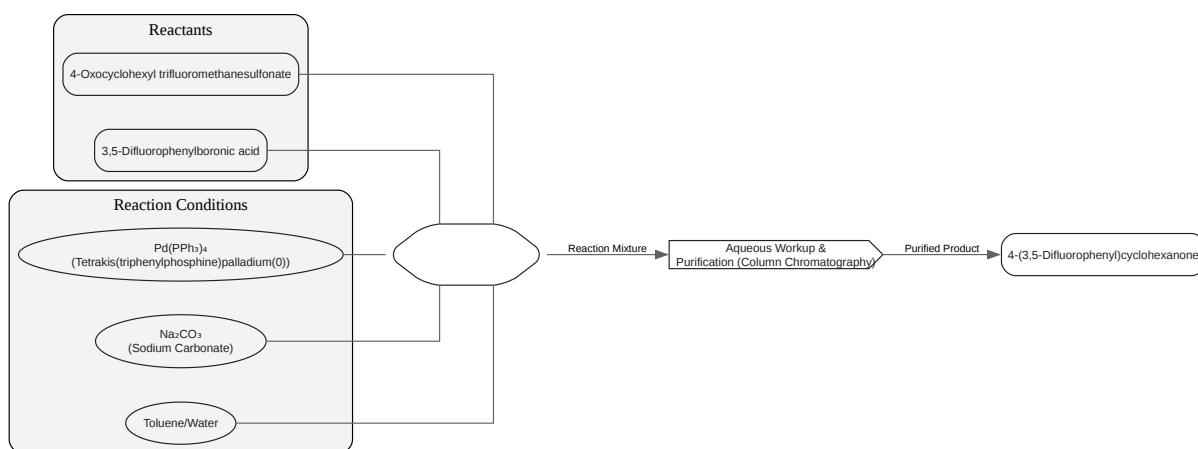 Reactants
4-Oxocyclohexyl trifluoromethanesulfonate
3,5-Difluorophenylboronic acid
Reaction Conditions
Pd(PPh₃)₄
(Tetrakis(triphenylphosphine)palladium(0))
Na₂CO₃
(Sodium Carbonate)
Toluene/Water
Reaction Mixture
Aqueous Workup &
Purification (Column Chromatography)
Purified Product
4-(3,5-Difluorophenyl)cyclohexanone